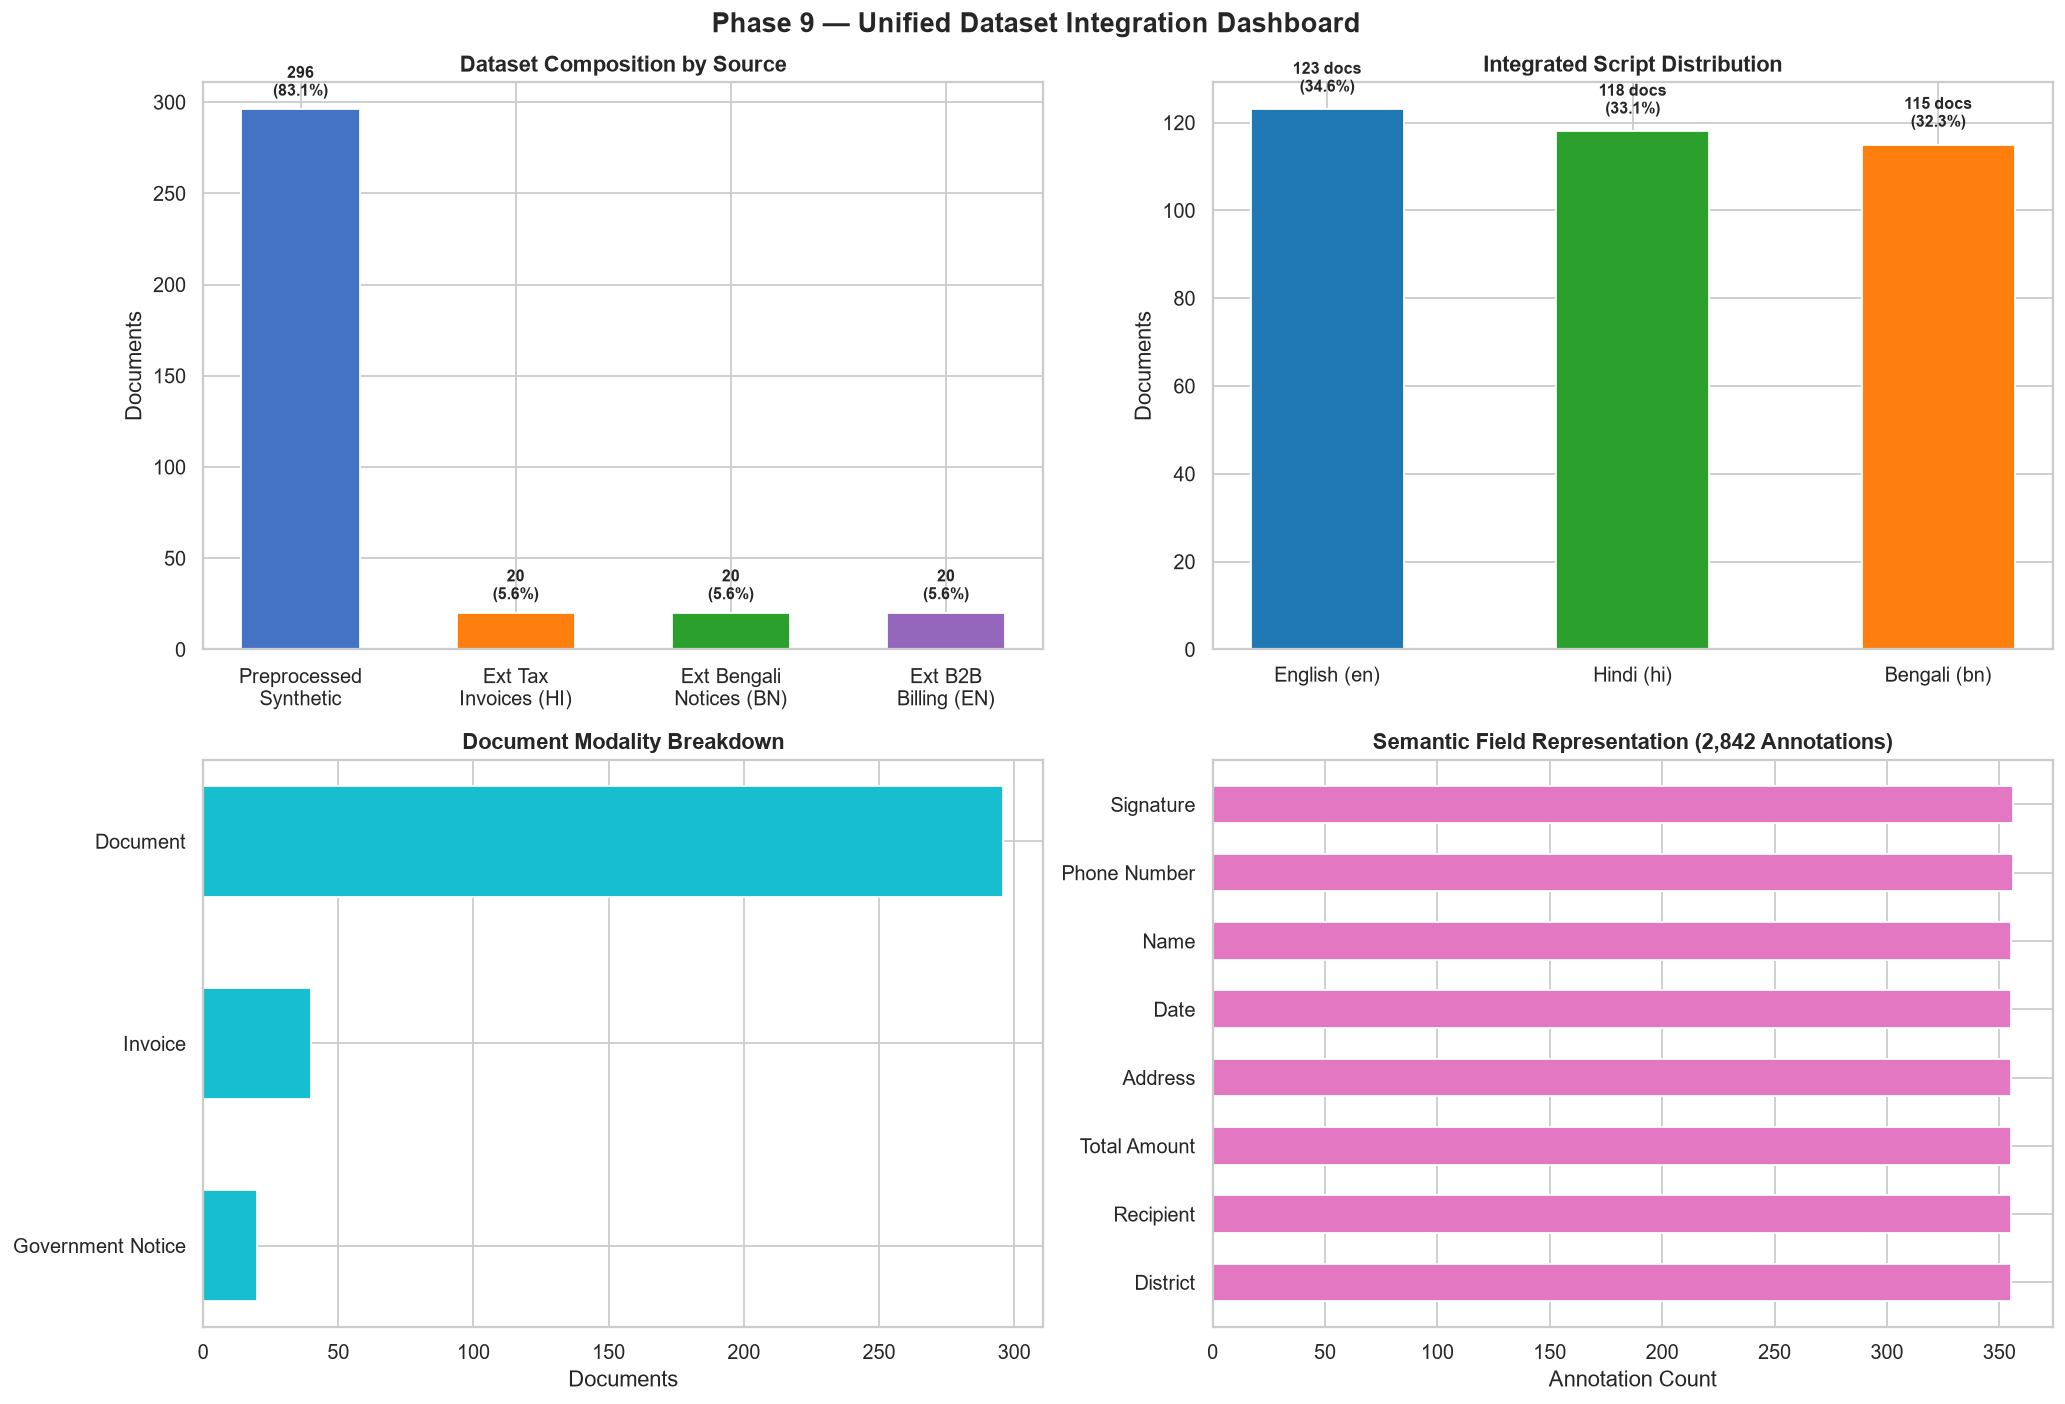 Phase 9 — Unified Dataset Integration Dashboard
Dataset Composition by Source
296
(83.1%)
300
250
200
150
100
50
0
Documents
20
(5.6%)
20
(5.6%)
20
(5.6%)
Preprocessed
Synthetic
Ext Tax
Invoices (HI)
Ext Bengali
Notices (BN)
Ext B2B
Billing (EN)
Integrated Script Distribution
123 docs
(34.6%)
118 docs
(33.1%)
115 docs
(32.3%)
120
100
80
60
40
20
0
Documents
English (en)
Hindi (hi)
Bengali (bn)
Document Modality Breakdown
Document
Invoice
Government Notice
0 50 100 150 200 250 300
Documents
Semantic Field Representation (2,842 Annotations)
Signature
Phone Number
Name
Date
Address
Total Amount
Recipient
District
0 50 100 150 200 250 300 350
Annotation Count